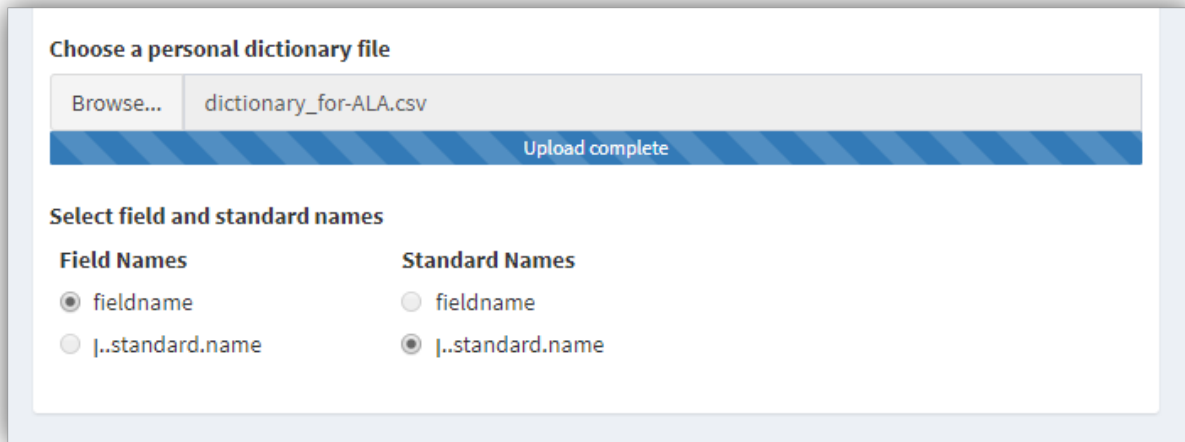 Choose a personal dictionary file
Browse... dictionary_for-ALA.csv
Upload complete
Select field and standard names
Field Names Standard Names
fieldname fieldname
į..standard.name į..standard.name